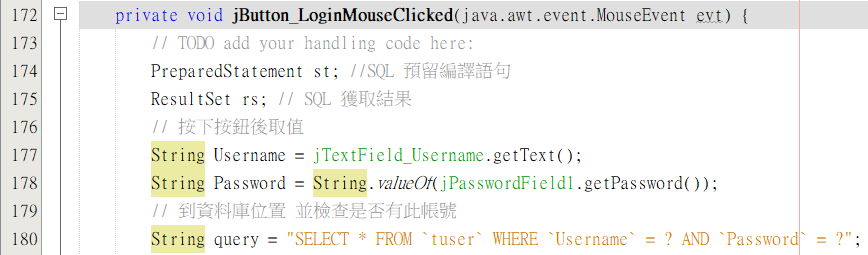 172 private void jButton_LoginMouseClicked(java.awt.event.MouseEvent evt) {
173 // TODO add your handling code here:
174 PreparedStatement st; //SQL 預留編譯語句
175 ResultSet rs; // SQL 獲取結果
176 // 按下按鈕後取值
177 String Username = jTextField_Username.getText();
178 String Password = String.valueOf(jPasswordField1.getPassword());
179 // 到資料庫位置 並檢查是否有此帳號
180 String query = "SELECT * FROM `tuser` WHERE `Username` = ? AND `Password` = ?";